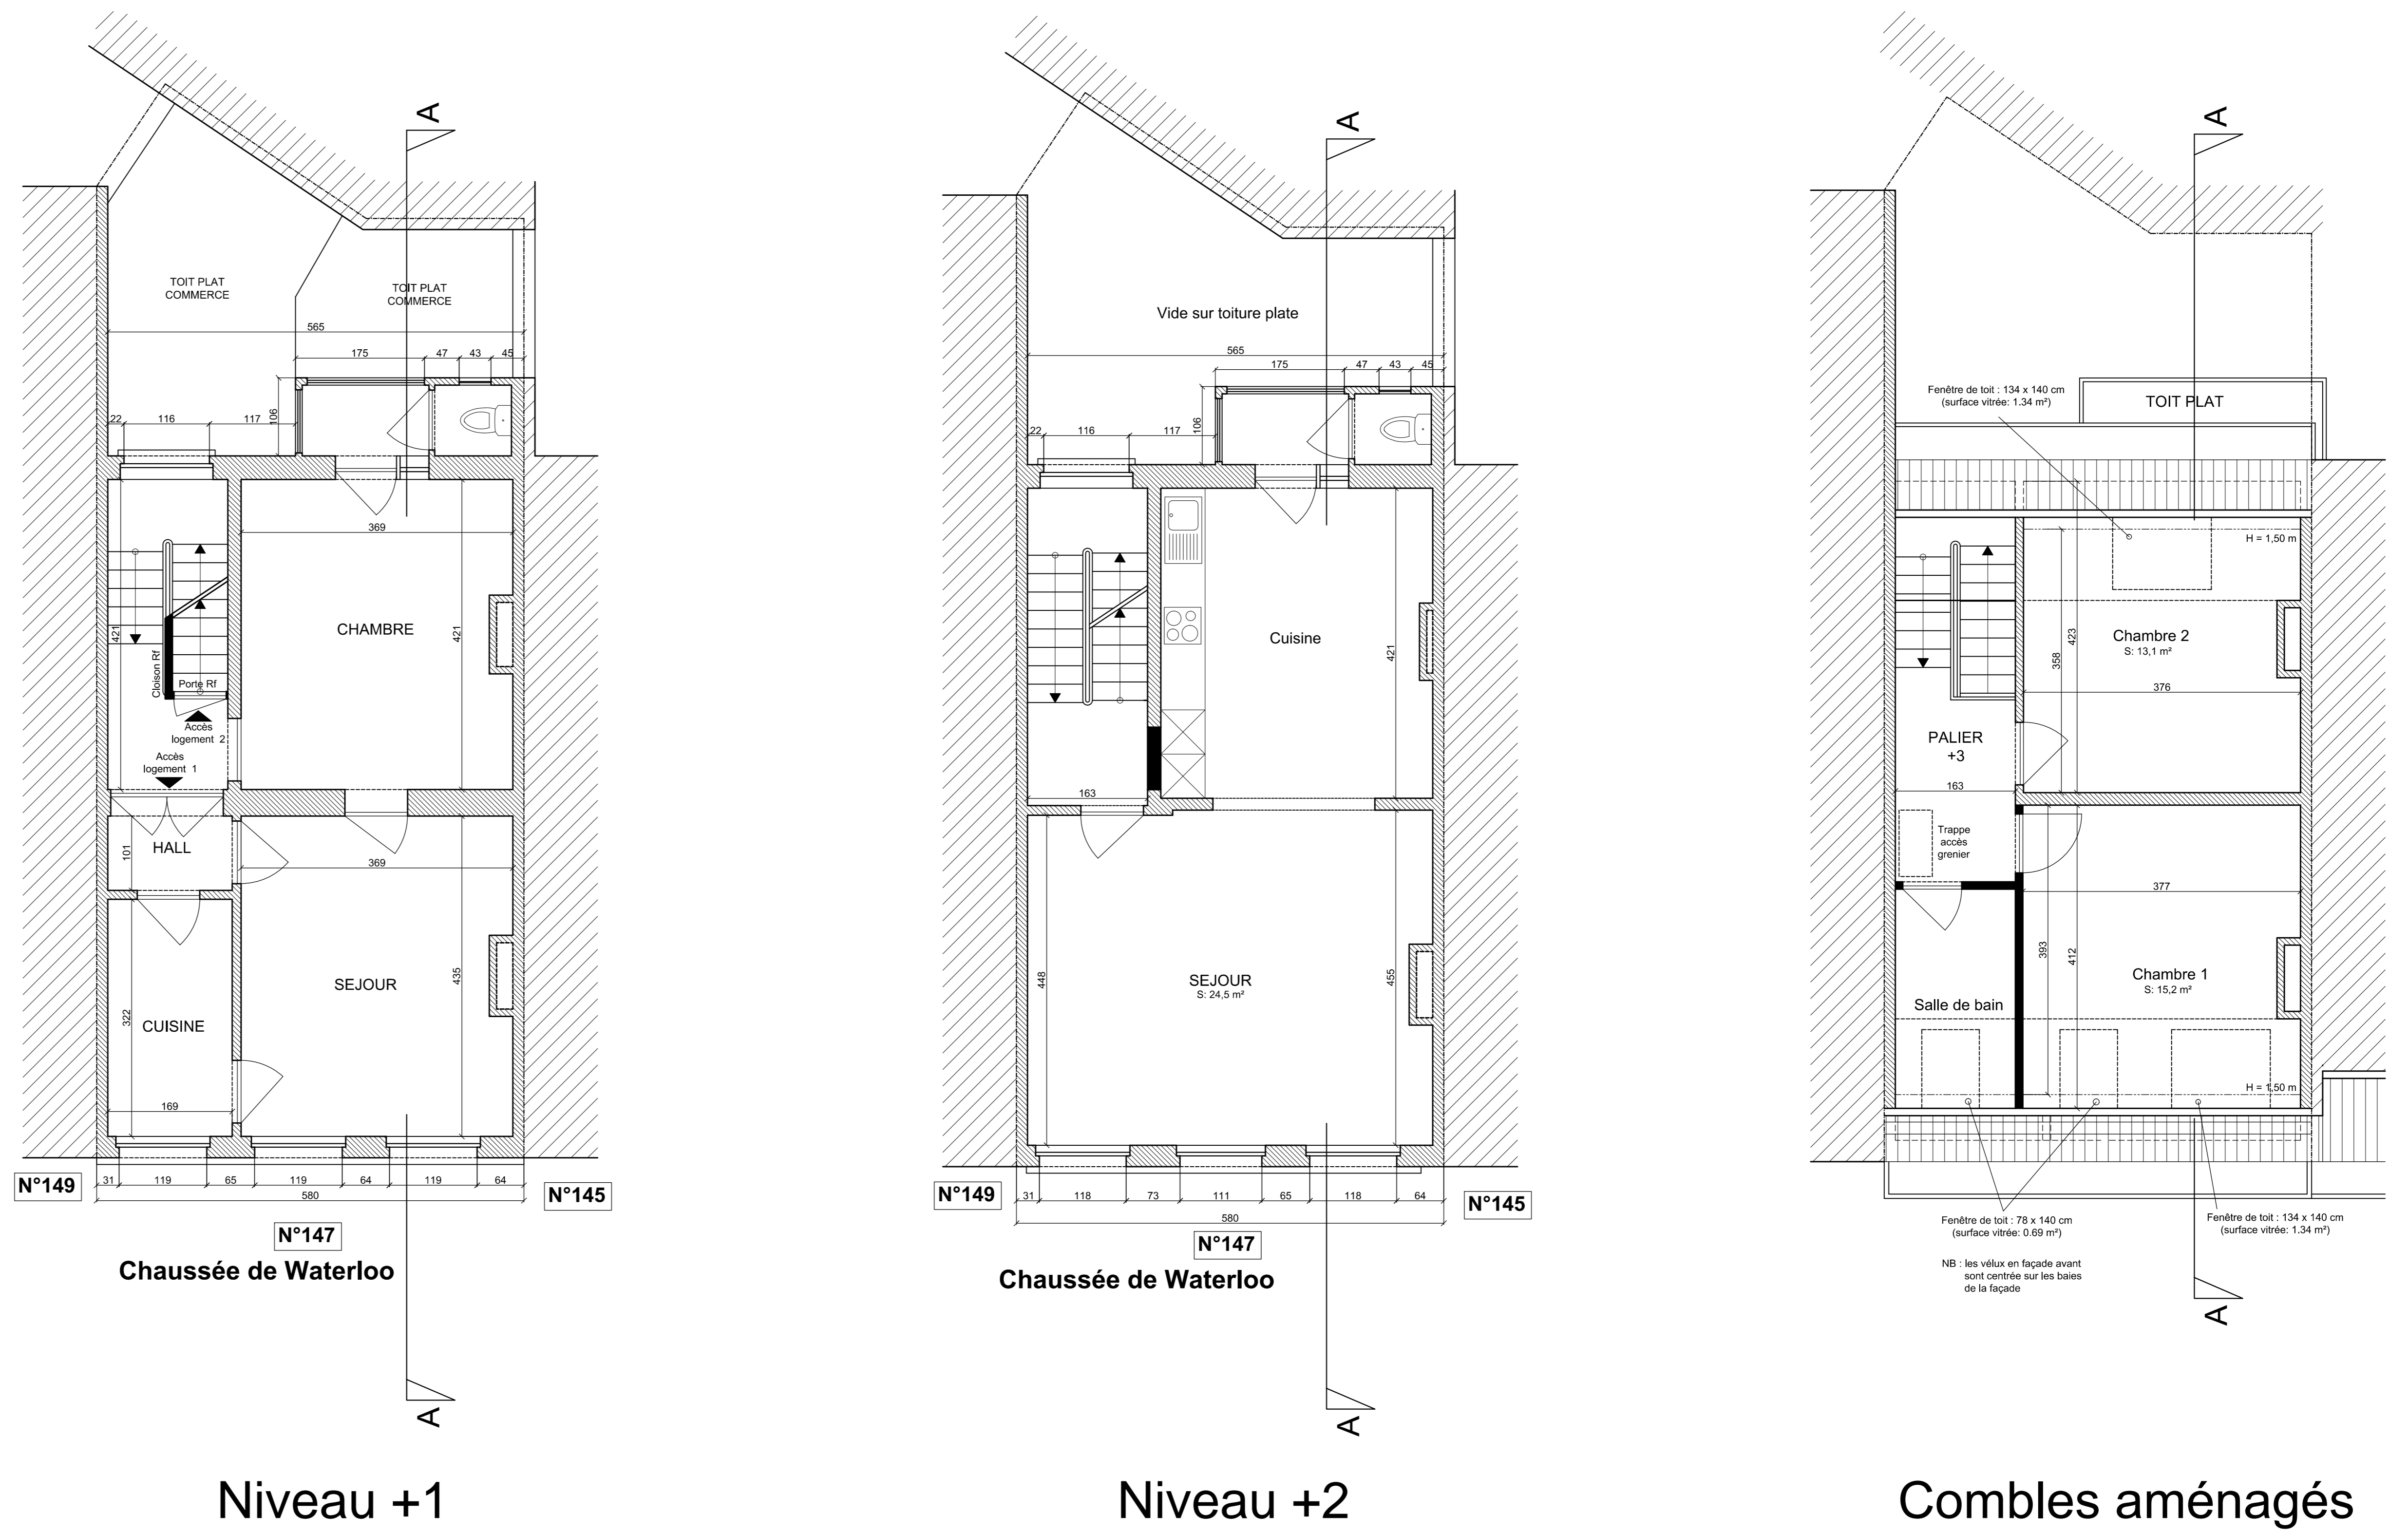 A
TOIT PLAT
COMMERCE
TOIT PLAT
COMMERCE
565
175
47
43
45
22
116
117
106
369
421
421
CHAMBRE
Cloison Rf
Porte Rf
Accès
logement 2
Accès
logement 1
HALL
101
369
435
SEJOUR
322
CUISINE
169
31
119
65
119
64
119
64
580
N°149
N°145
N°147
Chaussée de Waterloo
A
Niveau +1
A
Vide sur toiture plate
565
175
47
43
45
22
116
117
106
Cuisine
421
163
448
455
SEJOUR
S: 24,5 m²
31
118
73
111
65
118
64
580
N°149
N°145
N°147
Chaussée de Waterloo
A
Niveau +2
A
Fenêtre de toit : 134 x 140 cm
(surface vitrée: 1.34 m²)
TOIT PLAT
H = 1,50 m
Chambre 2
S: 13,1 m²
358
423
376
PALIER
+3
163
Trappe
accès
grenier
377
393
412
Chambre 1
S: 15,2 m²
Salle de bain
H = 1,50 m
Fenêtre de toit : 78 x 140 cm
(surface vitrée: 0.69 m²)
Fenêtre de toit : 134 x 140 cm
(surface vitrée: 1.34 m²)
NB : les vélux en façade avant
sont centrée sur les baies
de la façade
A
Combles aménagés